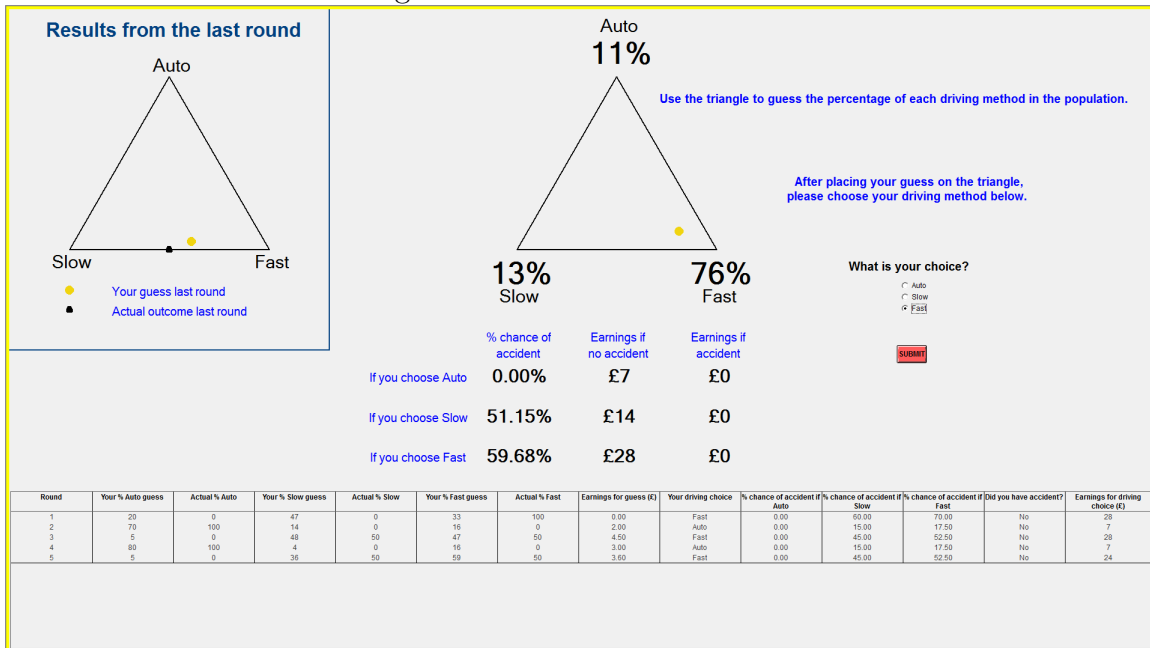 Results from the last round
Auto
Slow
Fast
Your guess last round
Actual outcome last round
Auto
11%
Use the triangle to guess the percentage of each driving method in the population.
After placing your guess on the triangle,
please choose your driving method below.
13%
Slow
76%
Fast
What is your choice?
Auto
Slow
Fast
SUBMIT
% chance of accident Earnings if no accident Earnings if accident
If you choose Auto 0.00% £7 £0
If you choose Slow 51.15% £14 £0
If you choose Fast 59.68% £28 £0
Round Your % Auto guess Actual % Auto Your % Slow guess Actual % Slow Your % Fast guess Actual % Fast Earnings for guess (£) Your driving choice % chance of accident if Auto % chance of accident if Slow % chance of accident if Fast Did you have accident? Earnings for driving choice (£)
1 20 0 47 0 33 100 0.00 Fast 0.00 60.00 70.00 No 28
2 70 100 14 0 16 0 2.00 Auto 0.00 15.00 17.50 No 7
3 5 0 48 50 47 50 4.50 Fast 0.00 45.00 52.50 No 28
4 80 100 4 0 16 0 3.00 Auto 0.00 15.00 17.50 No 7
5 5 0 36 50 59 50 3.60 Fast 0.00 45.00 52.50 No 24